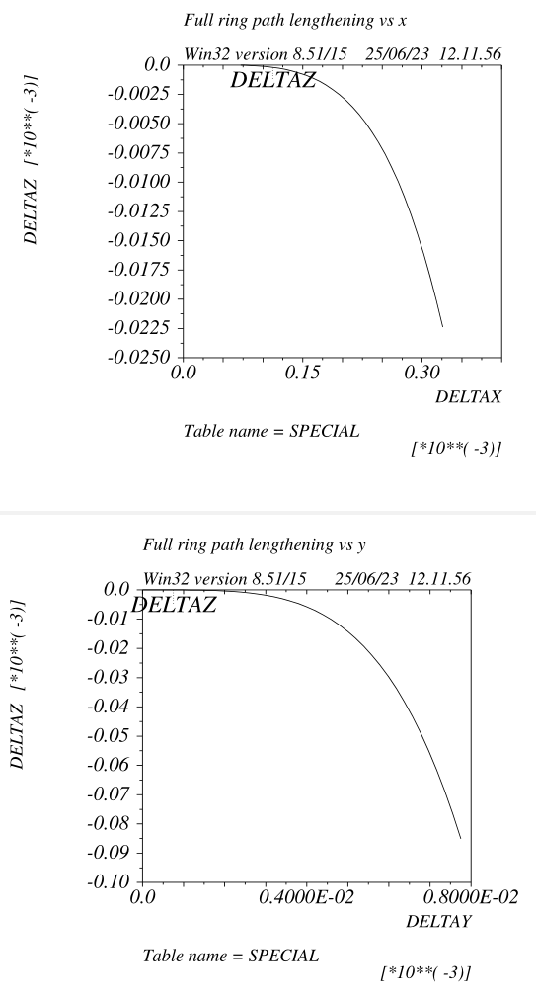 Full ring path lengthening vs x
Win32 version 8.51/15 25/06/23 12.11.56
DELTAZ [*10**( -3)]
DELTAZ
0.0
-0.0025
-0.0050
-0.0075
-0.0100
-0.0125
-0.0150
-0.0175
-0.0200
-0.0225
-0.0250
0.0 0.15 0.30
DELTAX
Table name = SPECIAL
[*10**( -3)]
Full ring path lengthening vs y
Win32 version 8.51/15 25/06/23 12.11.56
DELTAZ [*10**( -3)]
DELTAZ
0.0
-0.01
-0.02
-0.03
-0.04
-0.05
-0.06
-0.07
-0.08
-0.09
-0.10
0.0 0.4000E-02 0.8000E-02
DELTAY
Table name = SPECIAL
[*10**( -3)]